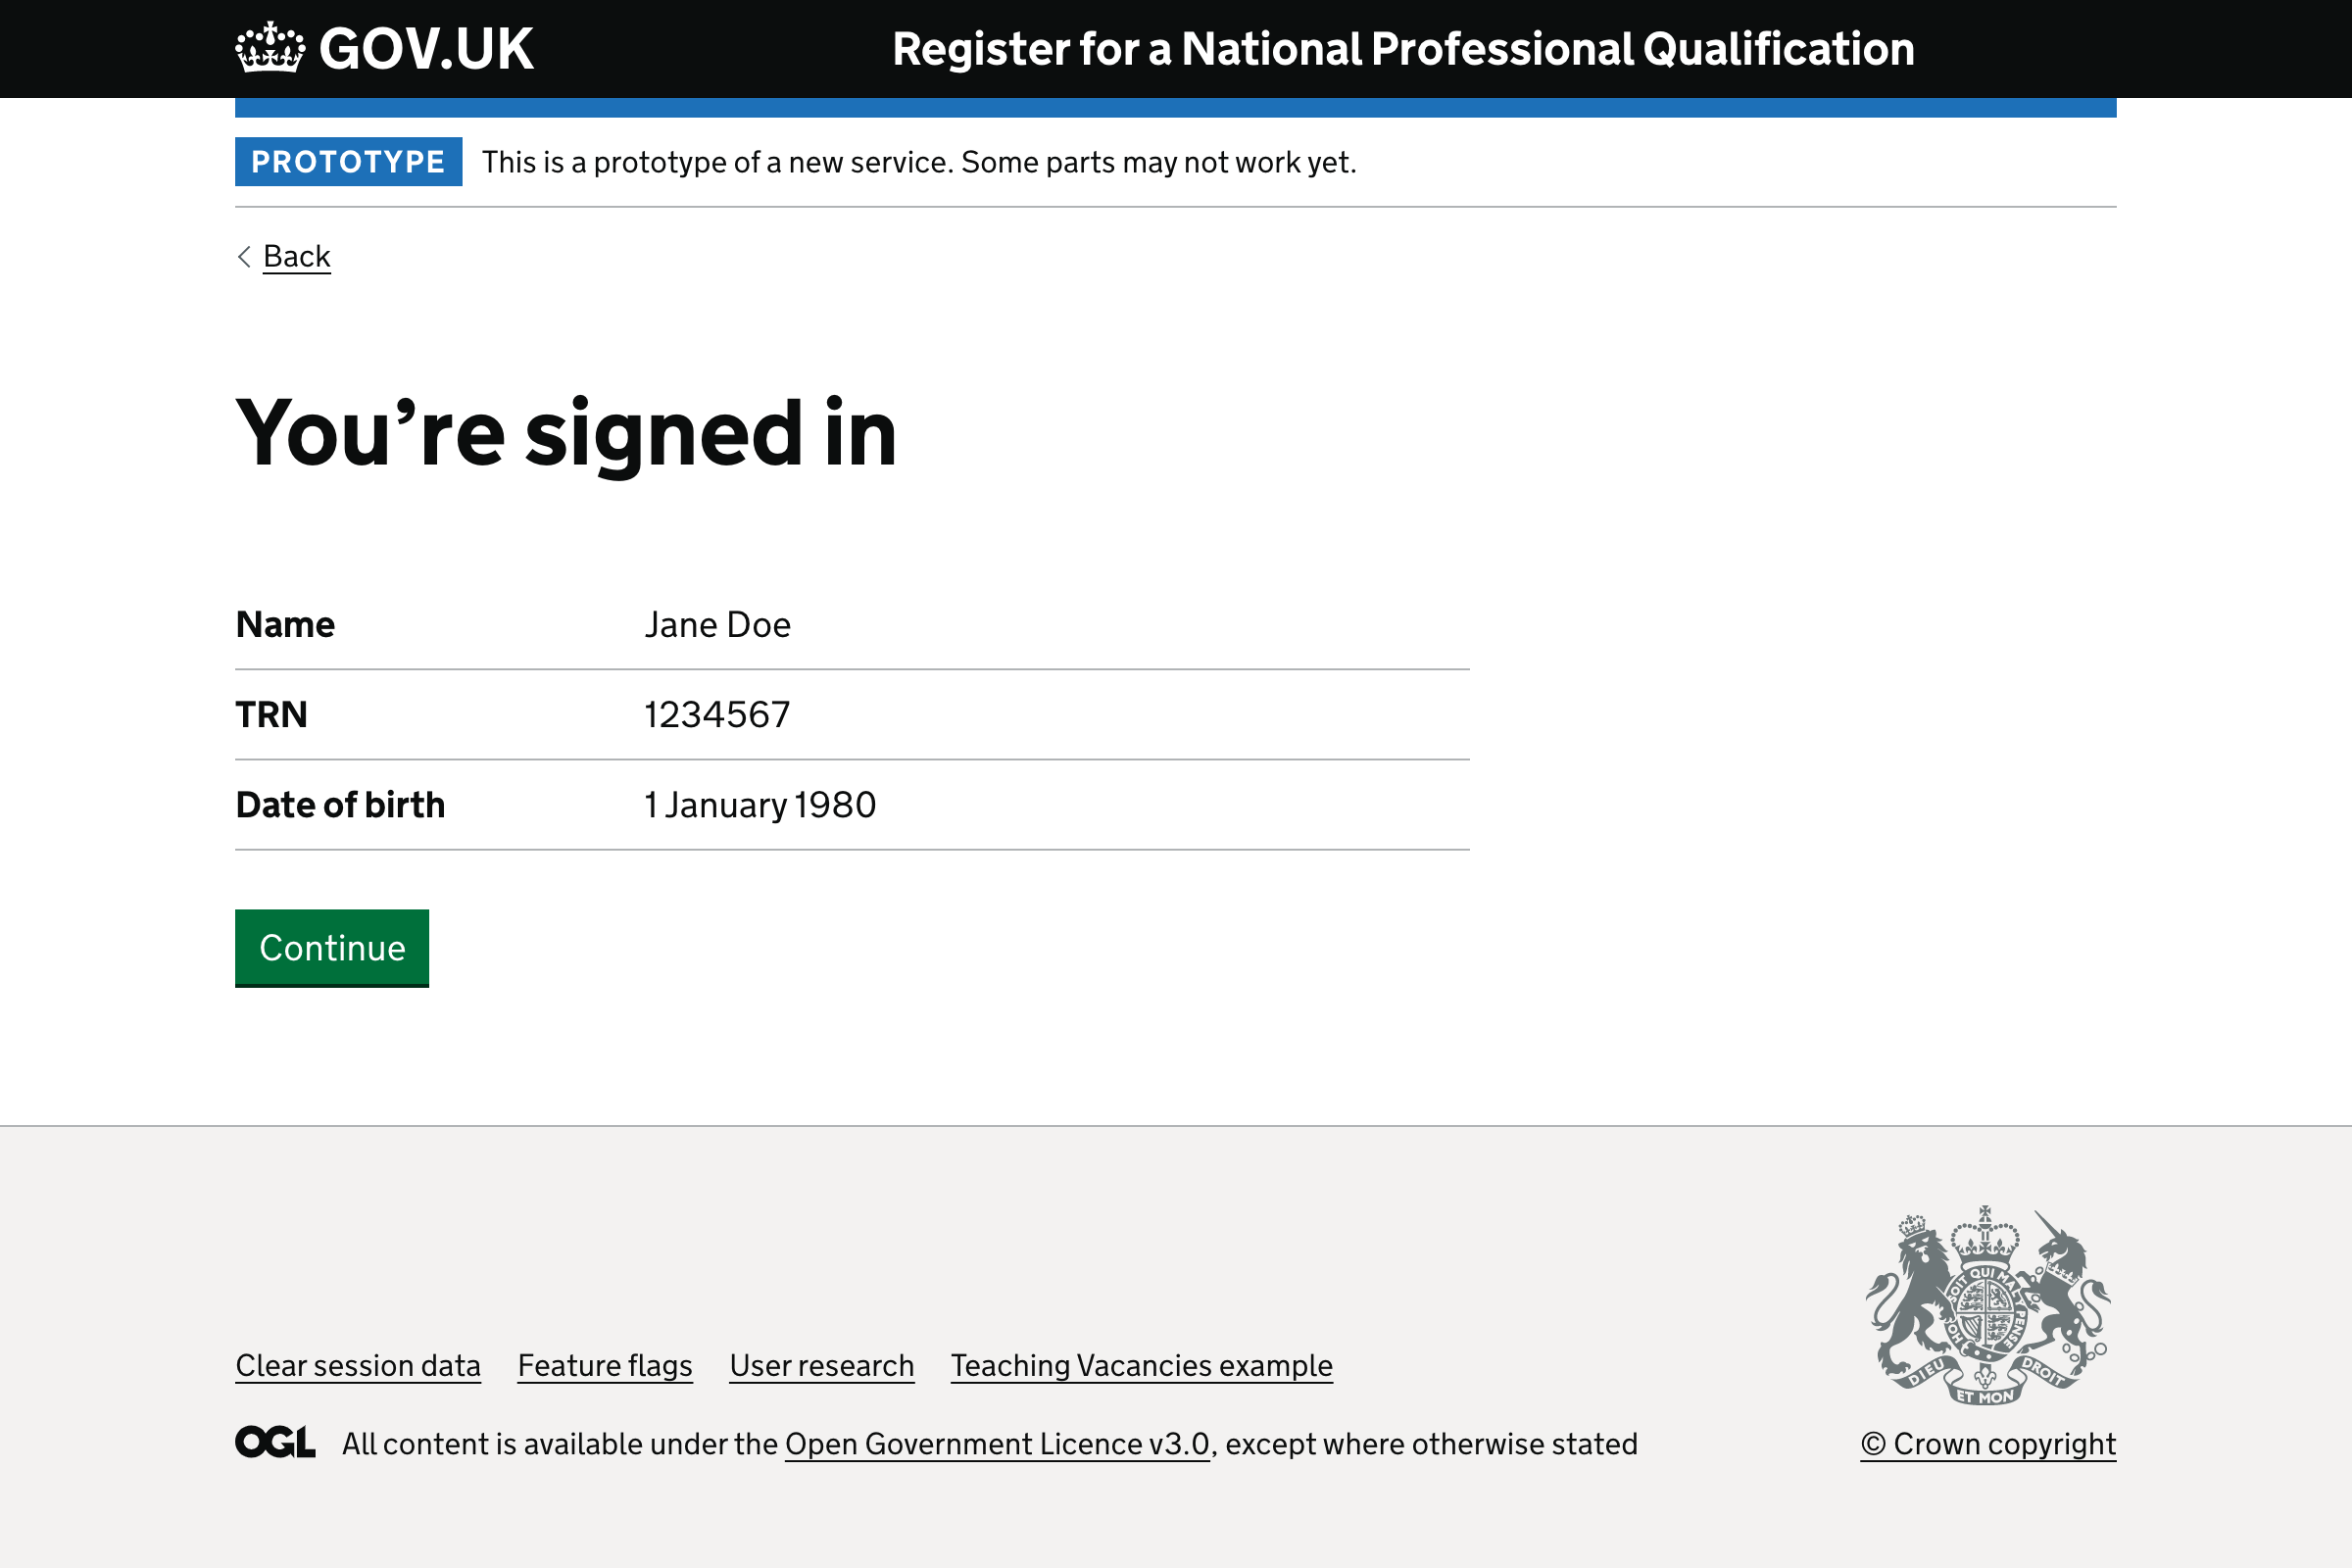 GOV.UK
Register for a National Professional Qualification
PROTOTYPE This is a prototype of a new service. Some parts may not work yet.
Back
You’re signed in
Name Jane Doe
TRN 1234567
Date of birth 1 January 1980
Continue
HONI SOIT QUI MAL Y PENSE
DIEU ET MON DROIT
Clear session data Feature flags User research Teaching Vacancies example
OGL All content is available under the Open Government Licence v3.0, except where otherwise stated
© Crown copyright